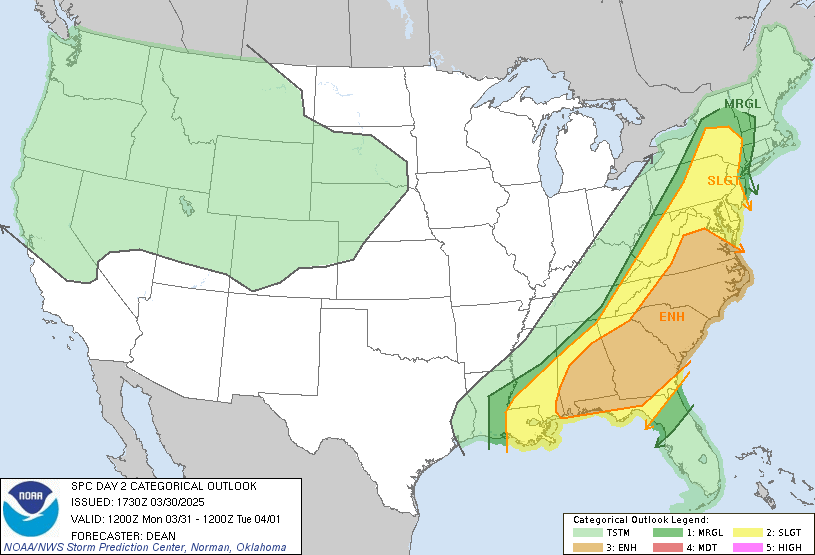 MRGL
SLGT
ENH
NOAA
SPC DAY 2 CATEGORICAL OUTLOOK
ISSUED: 1730Z 03/30/2025
VALID: 1200Z Mon 03/31 - 1200Z Tue 04/01
FORECASTER: DEAN
NOAA/NWS Storm Prediction Center, Norman, Oklahoma
Categorical Outlook Legend:
TSTM 1: MRGL 2: SLGT
3: ENH 4: MDT 5: HIGH